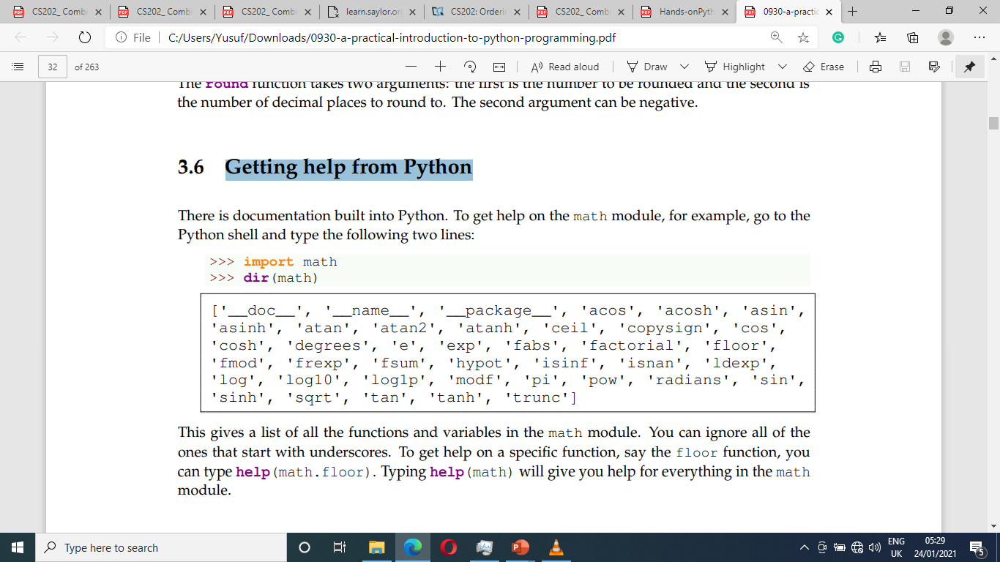 CS202_ Combi
CS202_ Combi
CS202_ Combi
learn.saylor.org
CS202: Orderin
CS202_ Combi
Hands-onPyth
0930-a-practic
File
C:/Users/Yusuf/Downloads/0930-a-practical-introduction-to-python-programming.pdf
32 of 263
Read aloud
Draw
Highlight
Erase
The round function takes two arguments: the first is the number to be rounded and the second is
the number of decimal places to round to. The second argument can be negative.
3.6 Getting help from Python
There is documentation built into Python. To get help on the math module, for example, go to the
Python shell and type the following two lines:
>>> import math
>>> dir(math)
['__doc__', '__name__', '__package__', 'acos', 'acosh', 'asin',
'asinh', 'atan', 'atan2', 'atanh', 'ceil', 'copysign', 'cos',
'cosh', 'degrees', 'e', 'exp', 'fabs', 'factorial', 'floor',
'fmod', 'frexp', 'fsum', 'hypot', 'isinf', 'isnan', 'ldexp',
'log', 'log10', 'log1p', 'modf', 'pi', 'pow', 'radians', 'sin',
'sinh', 'sqrt', 'tan', 'tanh', 'trunc']
This gives a list of all the functions and variables in the math module. You can ignore all of the
ones that start with underscores. To get help on a specific function, say the floor function, you
can type help(math.floor). Typing help(math) will give you help for everything in the math
module.
Type here to search
ENG
UK
05:29
24/01/2021
5